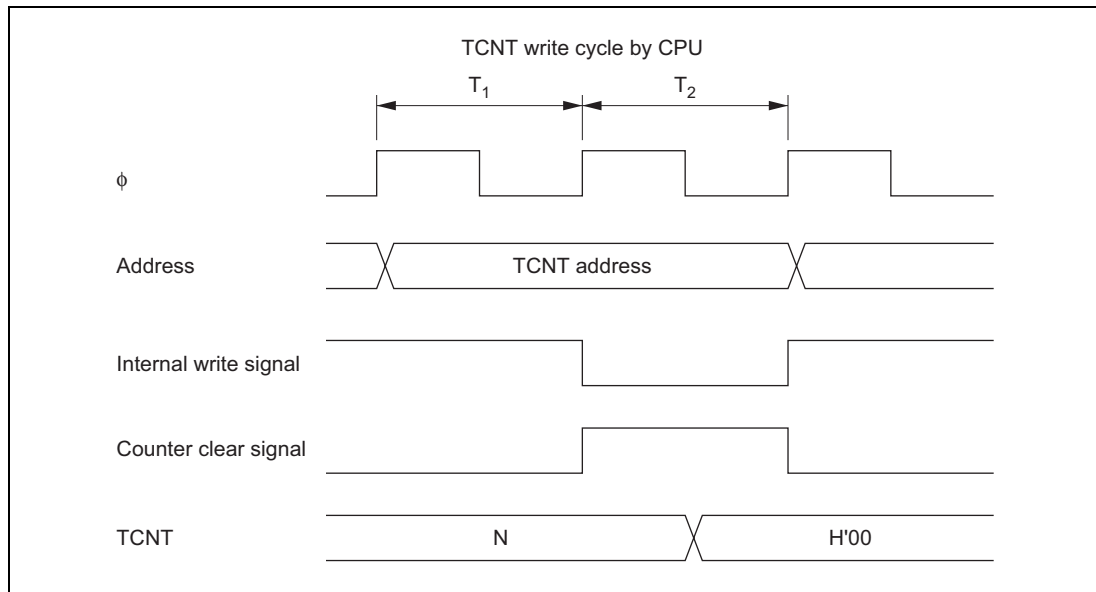 TCNT write cycle by CPU
T1 T2
ϕ
Address TCNT address
Internal write signal
Counter clear signal
TCNT N H'00